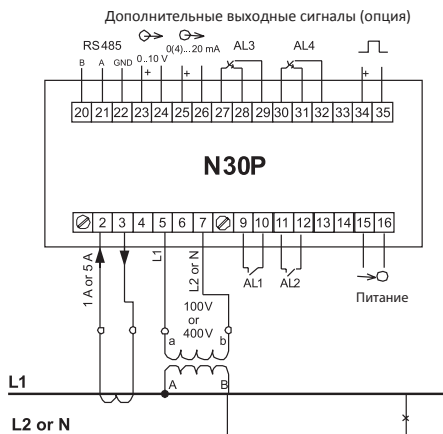 Дополнительные выходные сигналы (опция)
RS485 0..10 V 0(4)...20 mA AL3 AL4
B A GND + +  +
20 21 22 23 24 25 26 27 28 29 30 31 32 33 34 35
N30P
2 3 4 5 6 7 9 10 11 12 13 14 15 16
1 A or 5 A
L1
L2 or N
AL1 AL2
Питание
100V
or
400V
a b
A B
L1
L2 or N